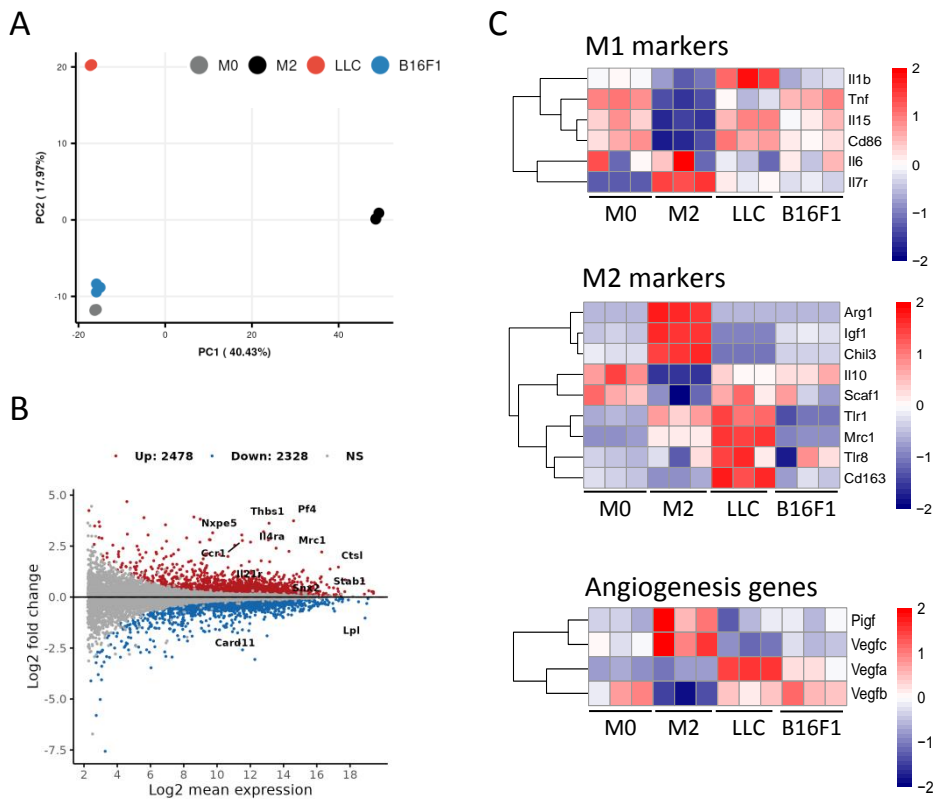 A
M0 M2 LLC B16F1
20
10
0
-10
-20 0 20 40
PC2 ( 17.97%)
PC1 ( 40.43%)
B
Up: 2478 Down: 2328 NS
5.0
2.5
0.0
-2.5
-5.0
-7.5
Log2 fold change
Thbs1 Pf4
Nxpe5
Il4ra Mrc1
Ccr1 Ctsl
Il21r Stab1
Snx2
Lpl
Card11
2 4 6 8 10 12 14 16 18
Log2 mean expression
C
M1 markers
Il1b
Tnf
Il15
Cd86
Il6
Il7r
M0 M2 LLC B16F1
2
1
0
−1
−2
M2 markers
Arg1
Igf1
Chil3
Il10
Scaf1
Tlr1
Mrc1
Tlr8
Cd163
M0 M2 LLC B16F1
2
1
0
−1
−2
Angiogenesis genes
Pigf
Vegfc
Vegfa
Vegfb
M0 M2 LLC B16F1
2
1
0
−1
−2